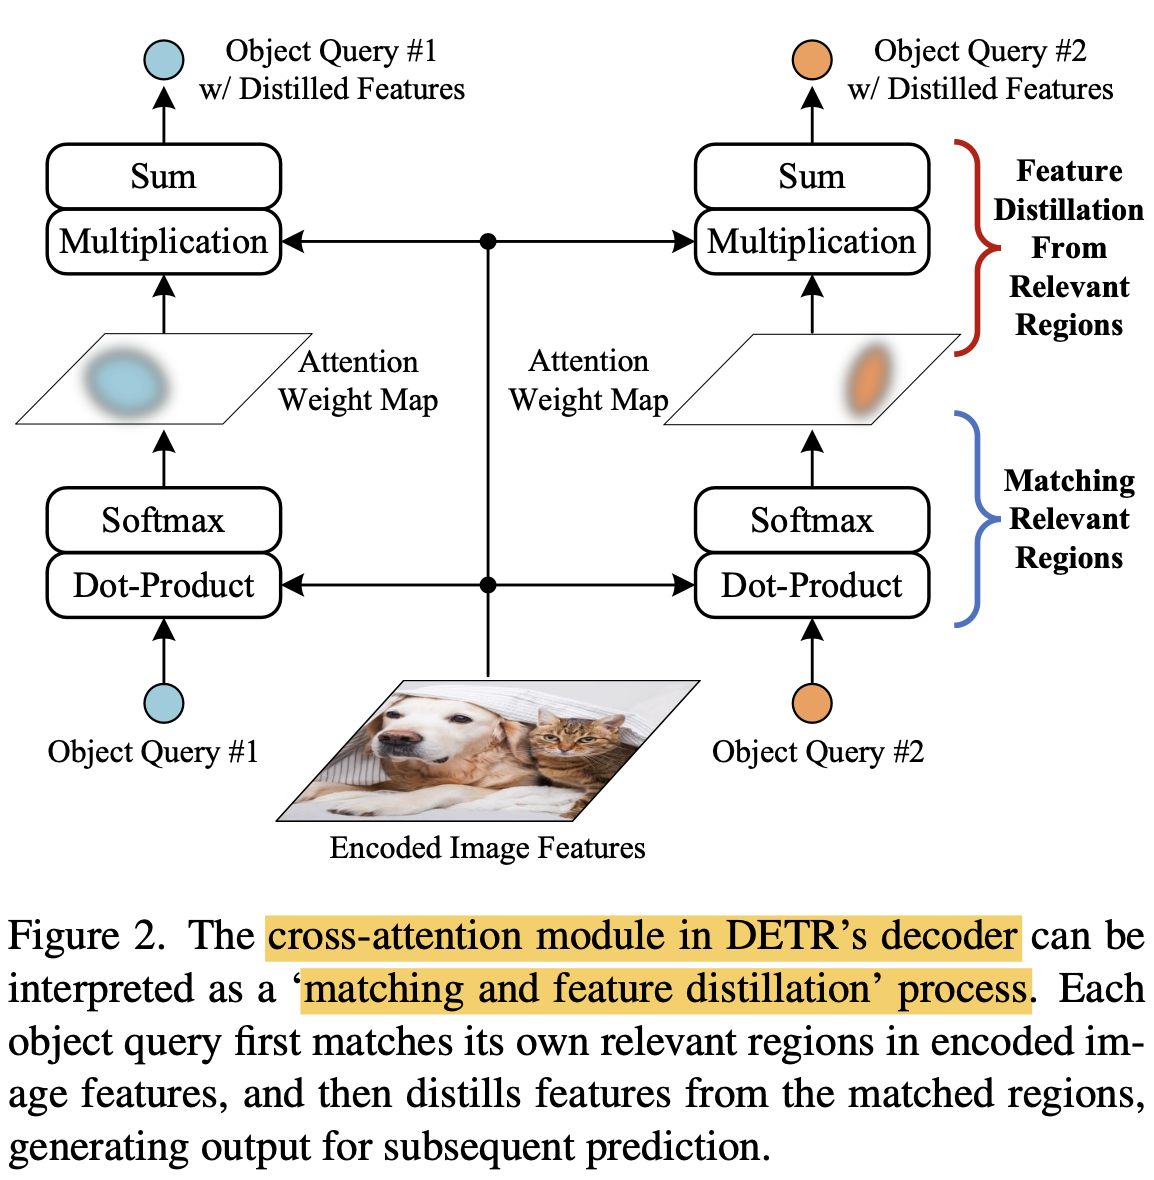 Object Query #1
w/ Distilled Features
Object Query #2
w/ Distilled Features
Sum
Multiplication
Sum
Multiplication
Feature
Distillation
From
Relevant
Regions
Attention
Weight Map
Attention
Weight Map
Softmax
Dot-Product
Softmax
Dot-Product
Matching
Relevant
Regions
Object Query #1
Object Query #2
Encoded Image Features
Figure 2. The cross-attention module in DETR’s decoder can be
interpreted as a ‘matching and feature distillation’ process. Each
object query first matches its own relevant regions in encoded im-
age features, and then distills features from the matched regions,
generating output for subsequent prediction.